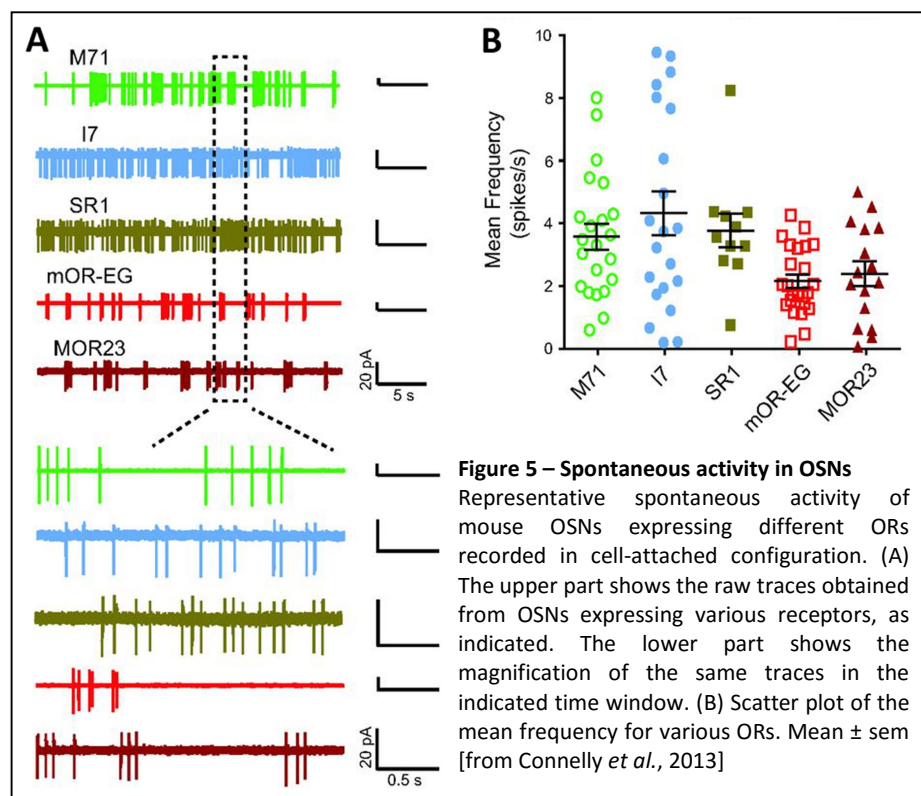 A
M71
I7
SR1
mOR-EG
MOR23
20 pA
5 s
20 pA
0.5 s
B
Mean Frequency
(spikes/s)
10
8
6
4
2
0
M71
I7
SR1
mOR-EG
MOR23
Figure 5 – Spontaneous activity in OSNs
Representative spontaneous activity of
mouse OSNs expressing different ORs
recorded in cell-attached configuration. (A)
The upper part shows the raw traces obtained
from OSNs expressing various receptors, as
indicated. The lower part shows the
magnification of the same traces in the
indicated time window. (B) Scatter plot of the
mean frequency for various ORs. Mean ± sem
[from Connelly et al., 2013]